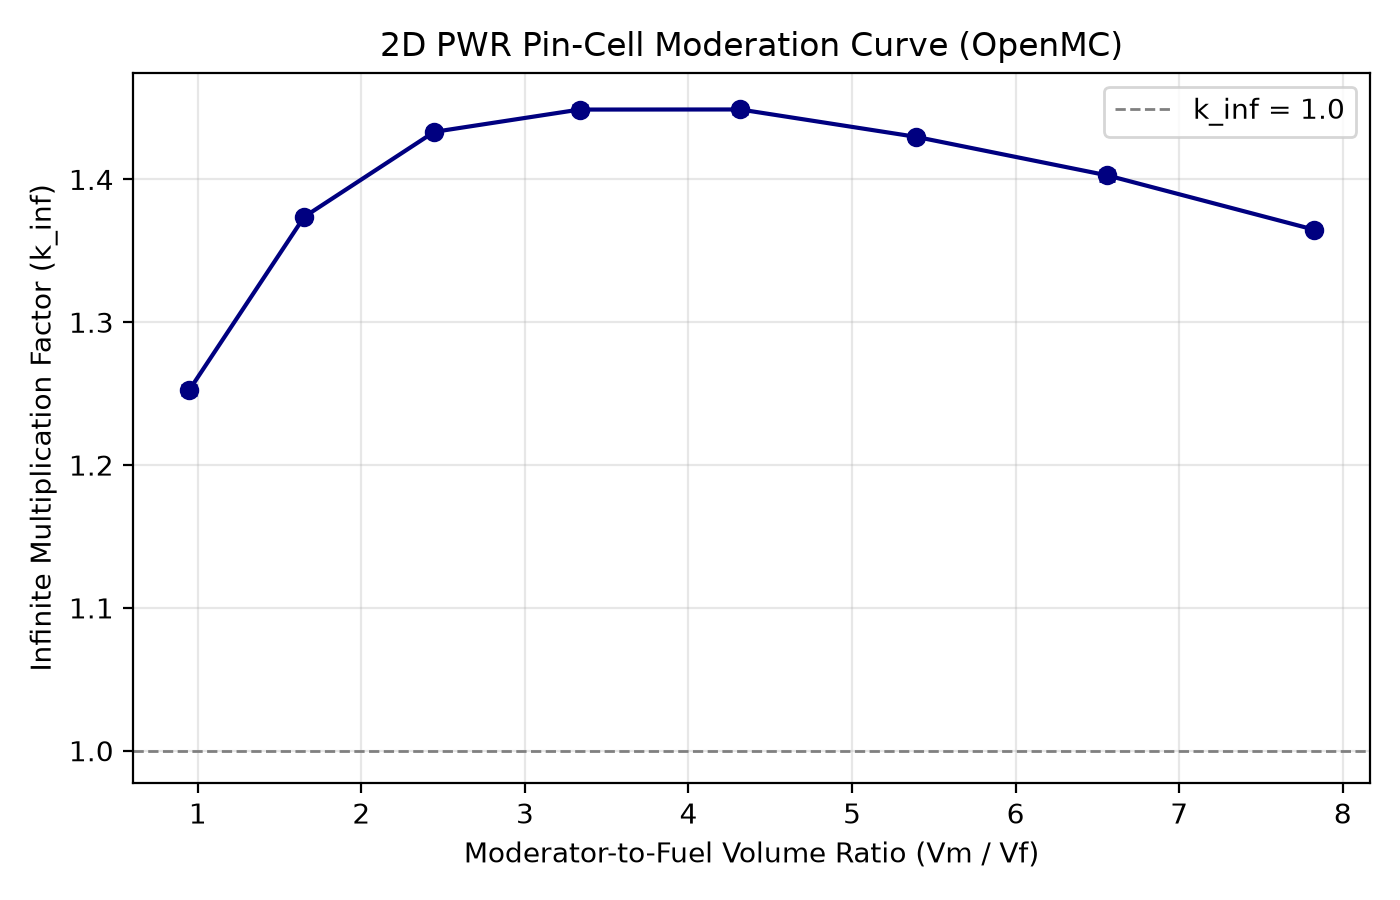 2D PWR Pin-Cell Moderation Curve (OpenMC)
k_inf = 1.0
Infinite Multiplication Factor (k_inf)
1.4
1.3
1.2
1.1
1.0
1 2 3 4 5 6 7 8
Moderator-to-Fuel Volume Ratio (Vm / Vf)